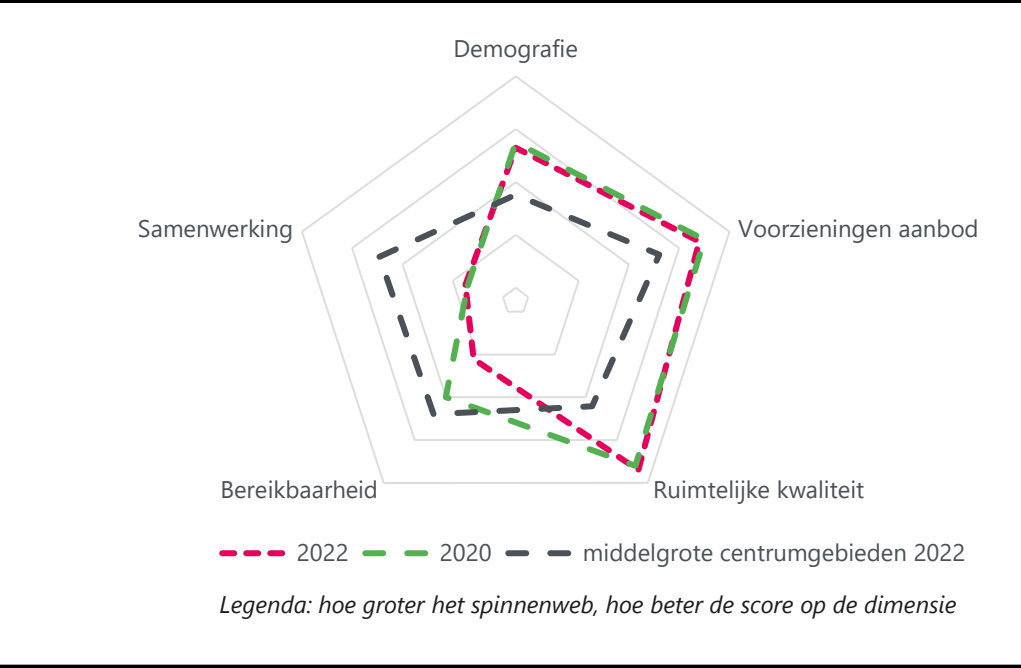 Demografie
Samenwerking
Voorzieningen aanbod
Bereikbaarheid
Ruimtelijke kwaliteit
2022 2020 middelgrote centrumgebieden 2022
Legenda: hoe groter het spinnenweb, hoe beter de score op de dimensie